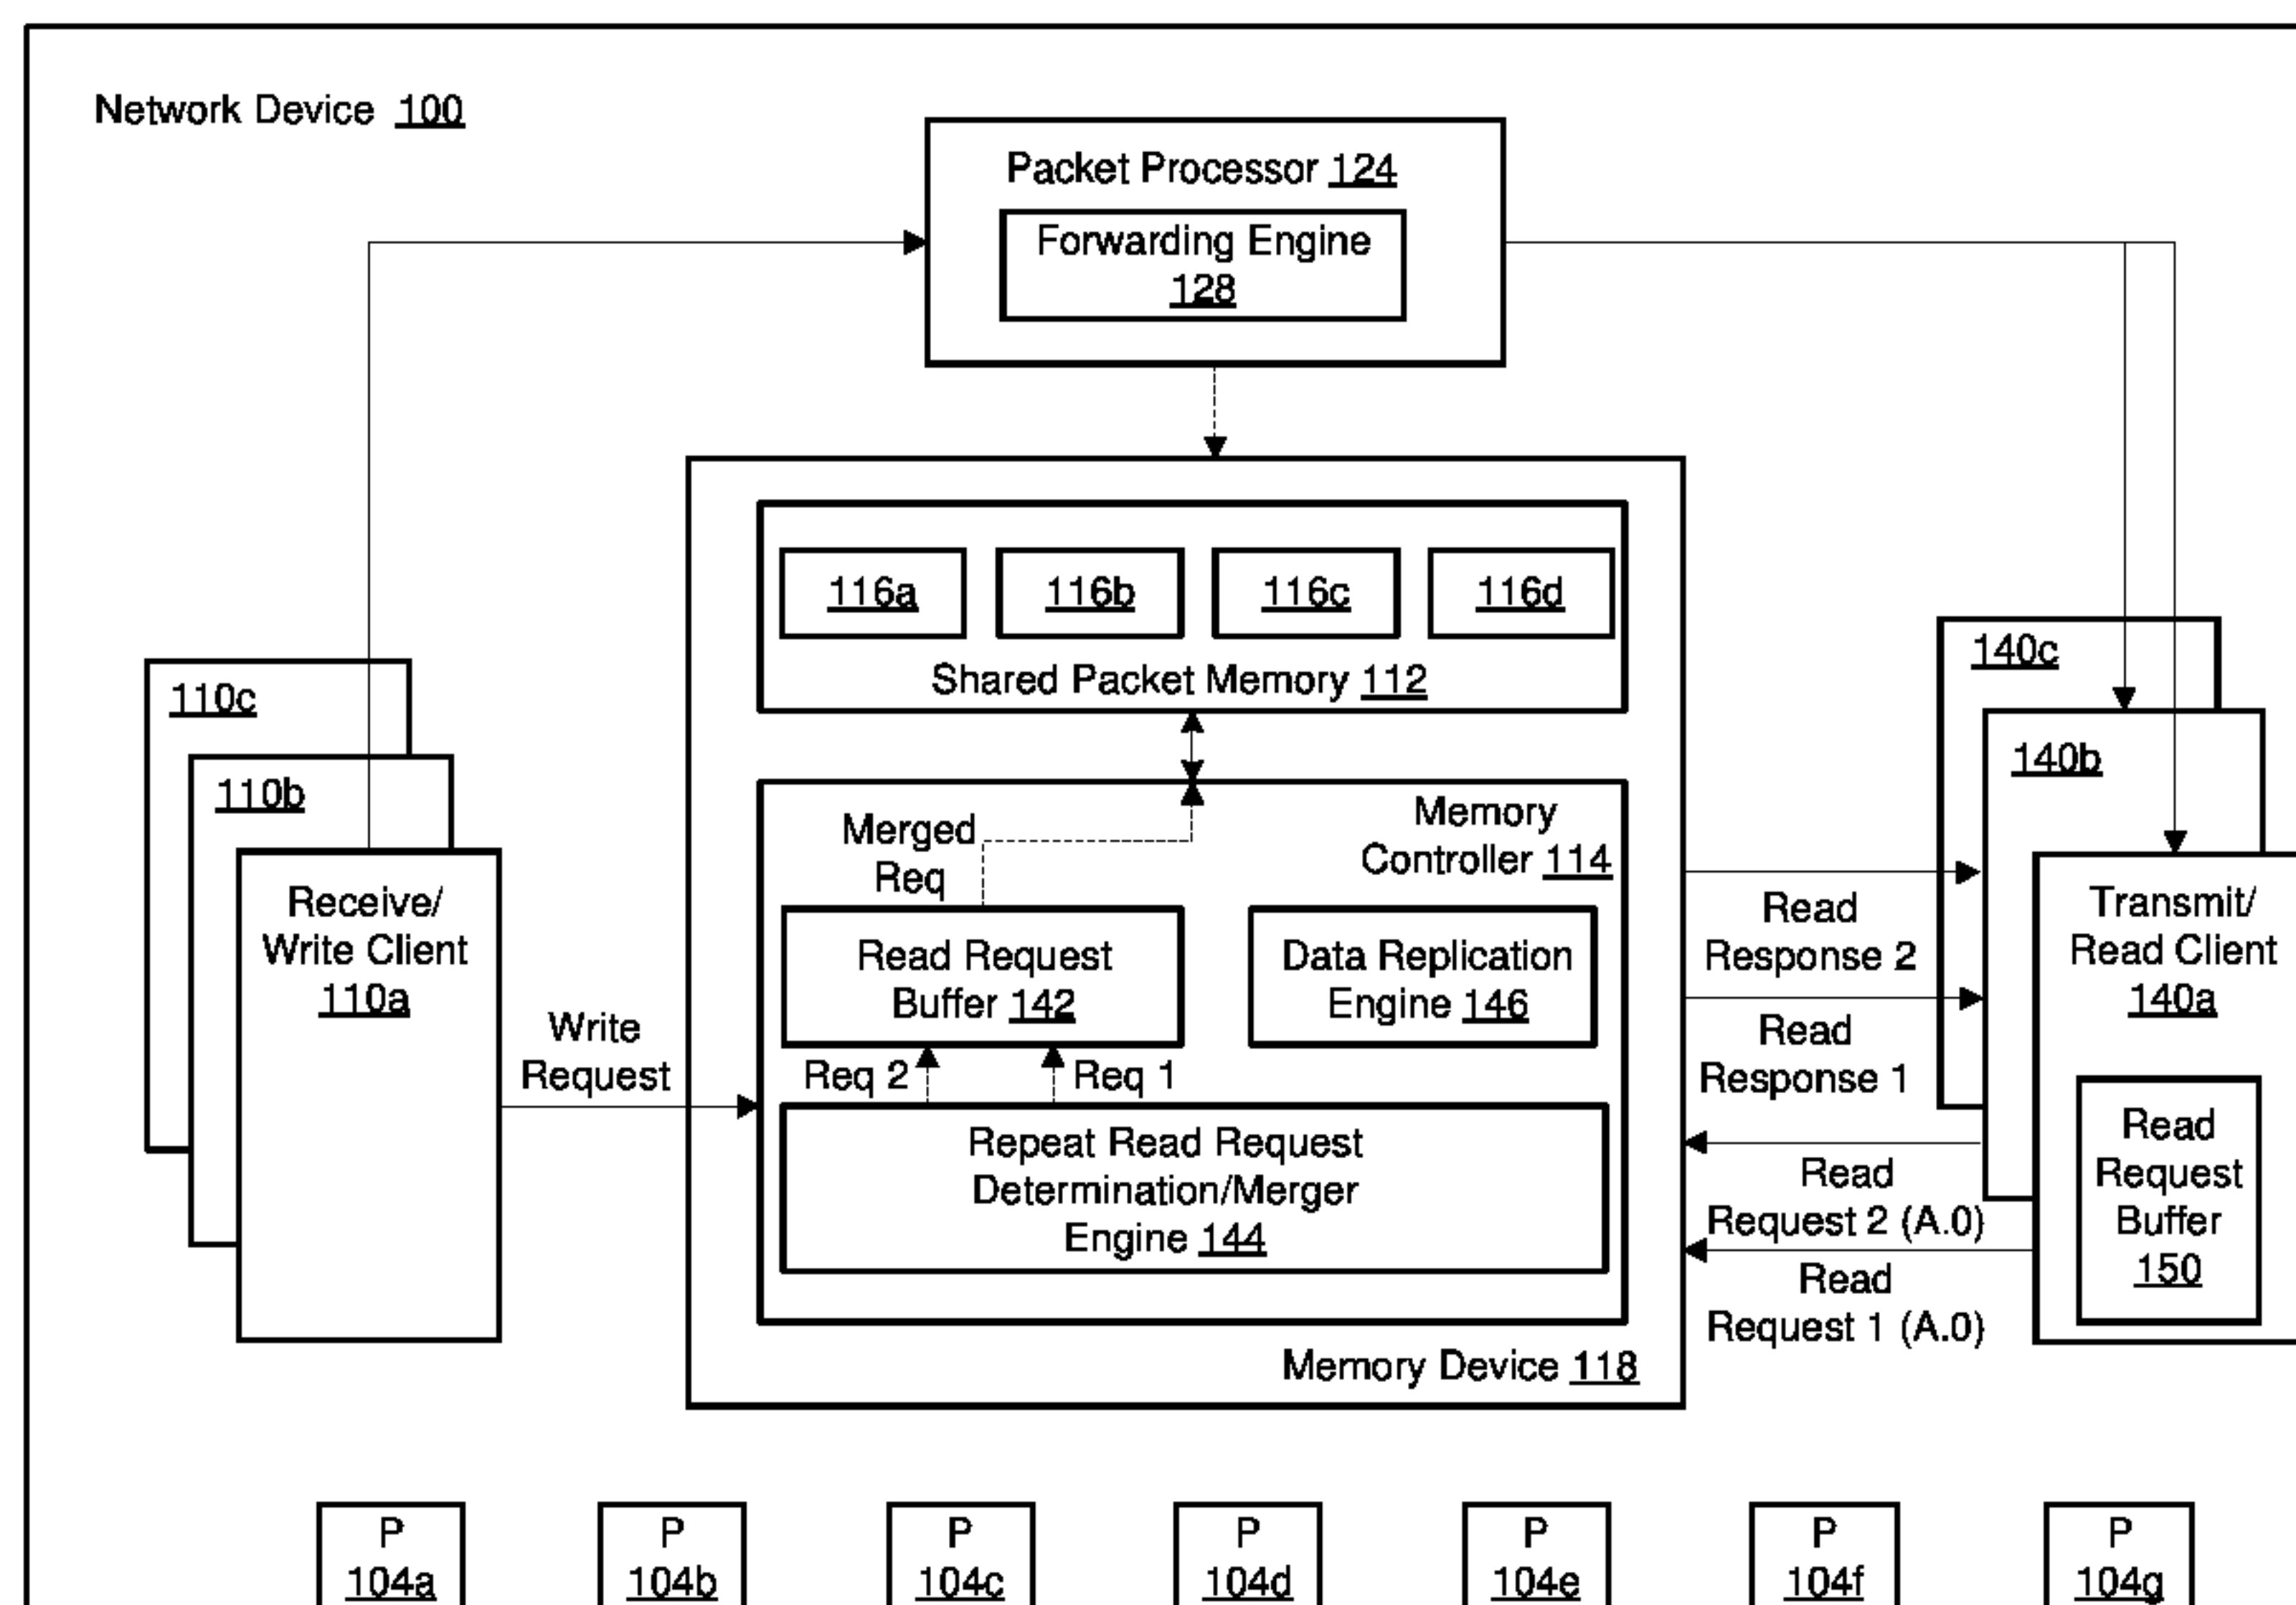 Network Device 100
Packet Processor 124
Forwarding Engine
128
116a
116b
116c
116d
Shared Packet Memory 112
110c
110b
Receive/
Write Client
110a
Write
Request
Memory
Controller 114
Merged
Req
Read Request
Buffer 142
Data Replication
Engine 146
Req 2
Req 1
Repeat Read Request
Determination/Merger
Engine 144
Memory Device 118
Read
Response 2
Read
Response 1
Read
Request 2 (A.0)
Read
Request 1 (A.0)
140c
140b
Transmit/
Read Client
140a
Read
Request
Buffer
150
P
104a
P
104b
P
104c
P
104d
P
104e
P
104f
P
104g